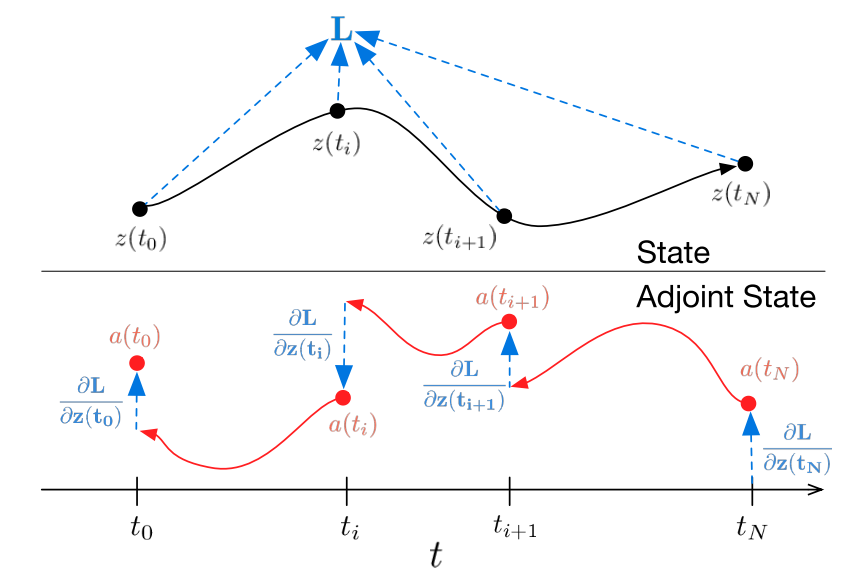 L
z(t_i)
z(t_N)
z(t_0)
z(t_{i+1})
State
Adjoint State
a(t_{i+1})
a(t_0)
∂L/∂z(t_i)
∂L/∂z(t_{i+1})
a(t_N)
∂L/∂z(t_0)
a(t_i)
∂L/∂z(t_N)
t_0
t_i
t_{i+1}
t_N
t